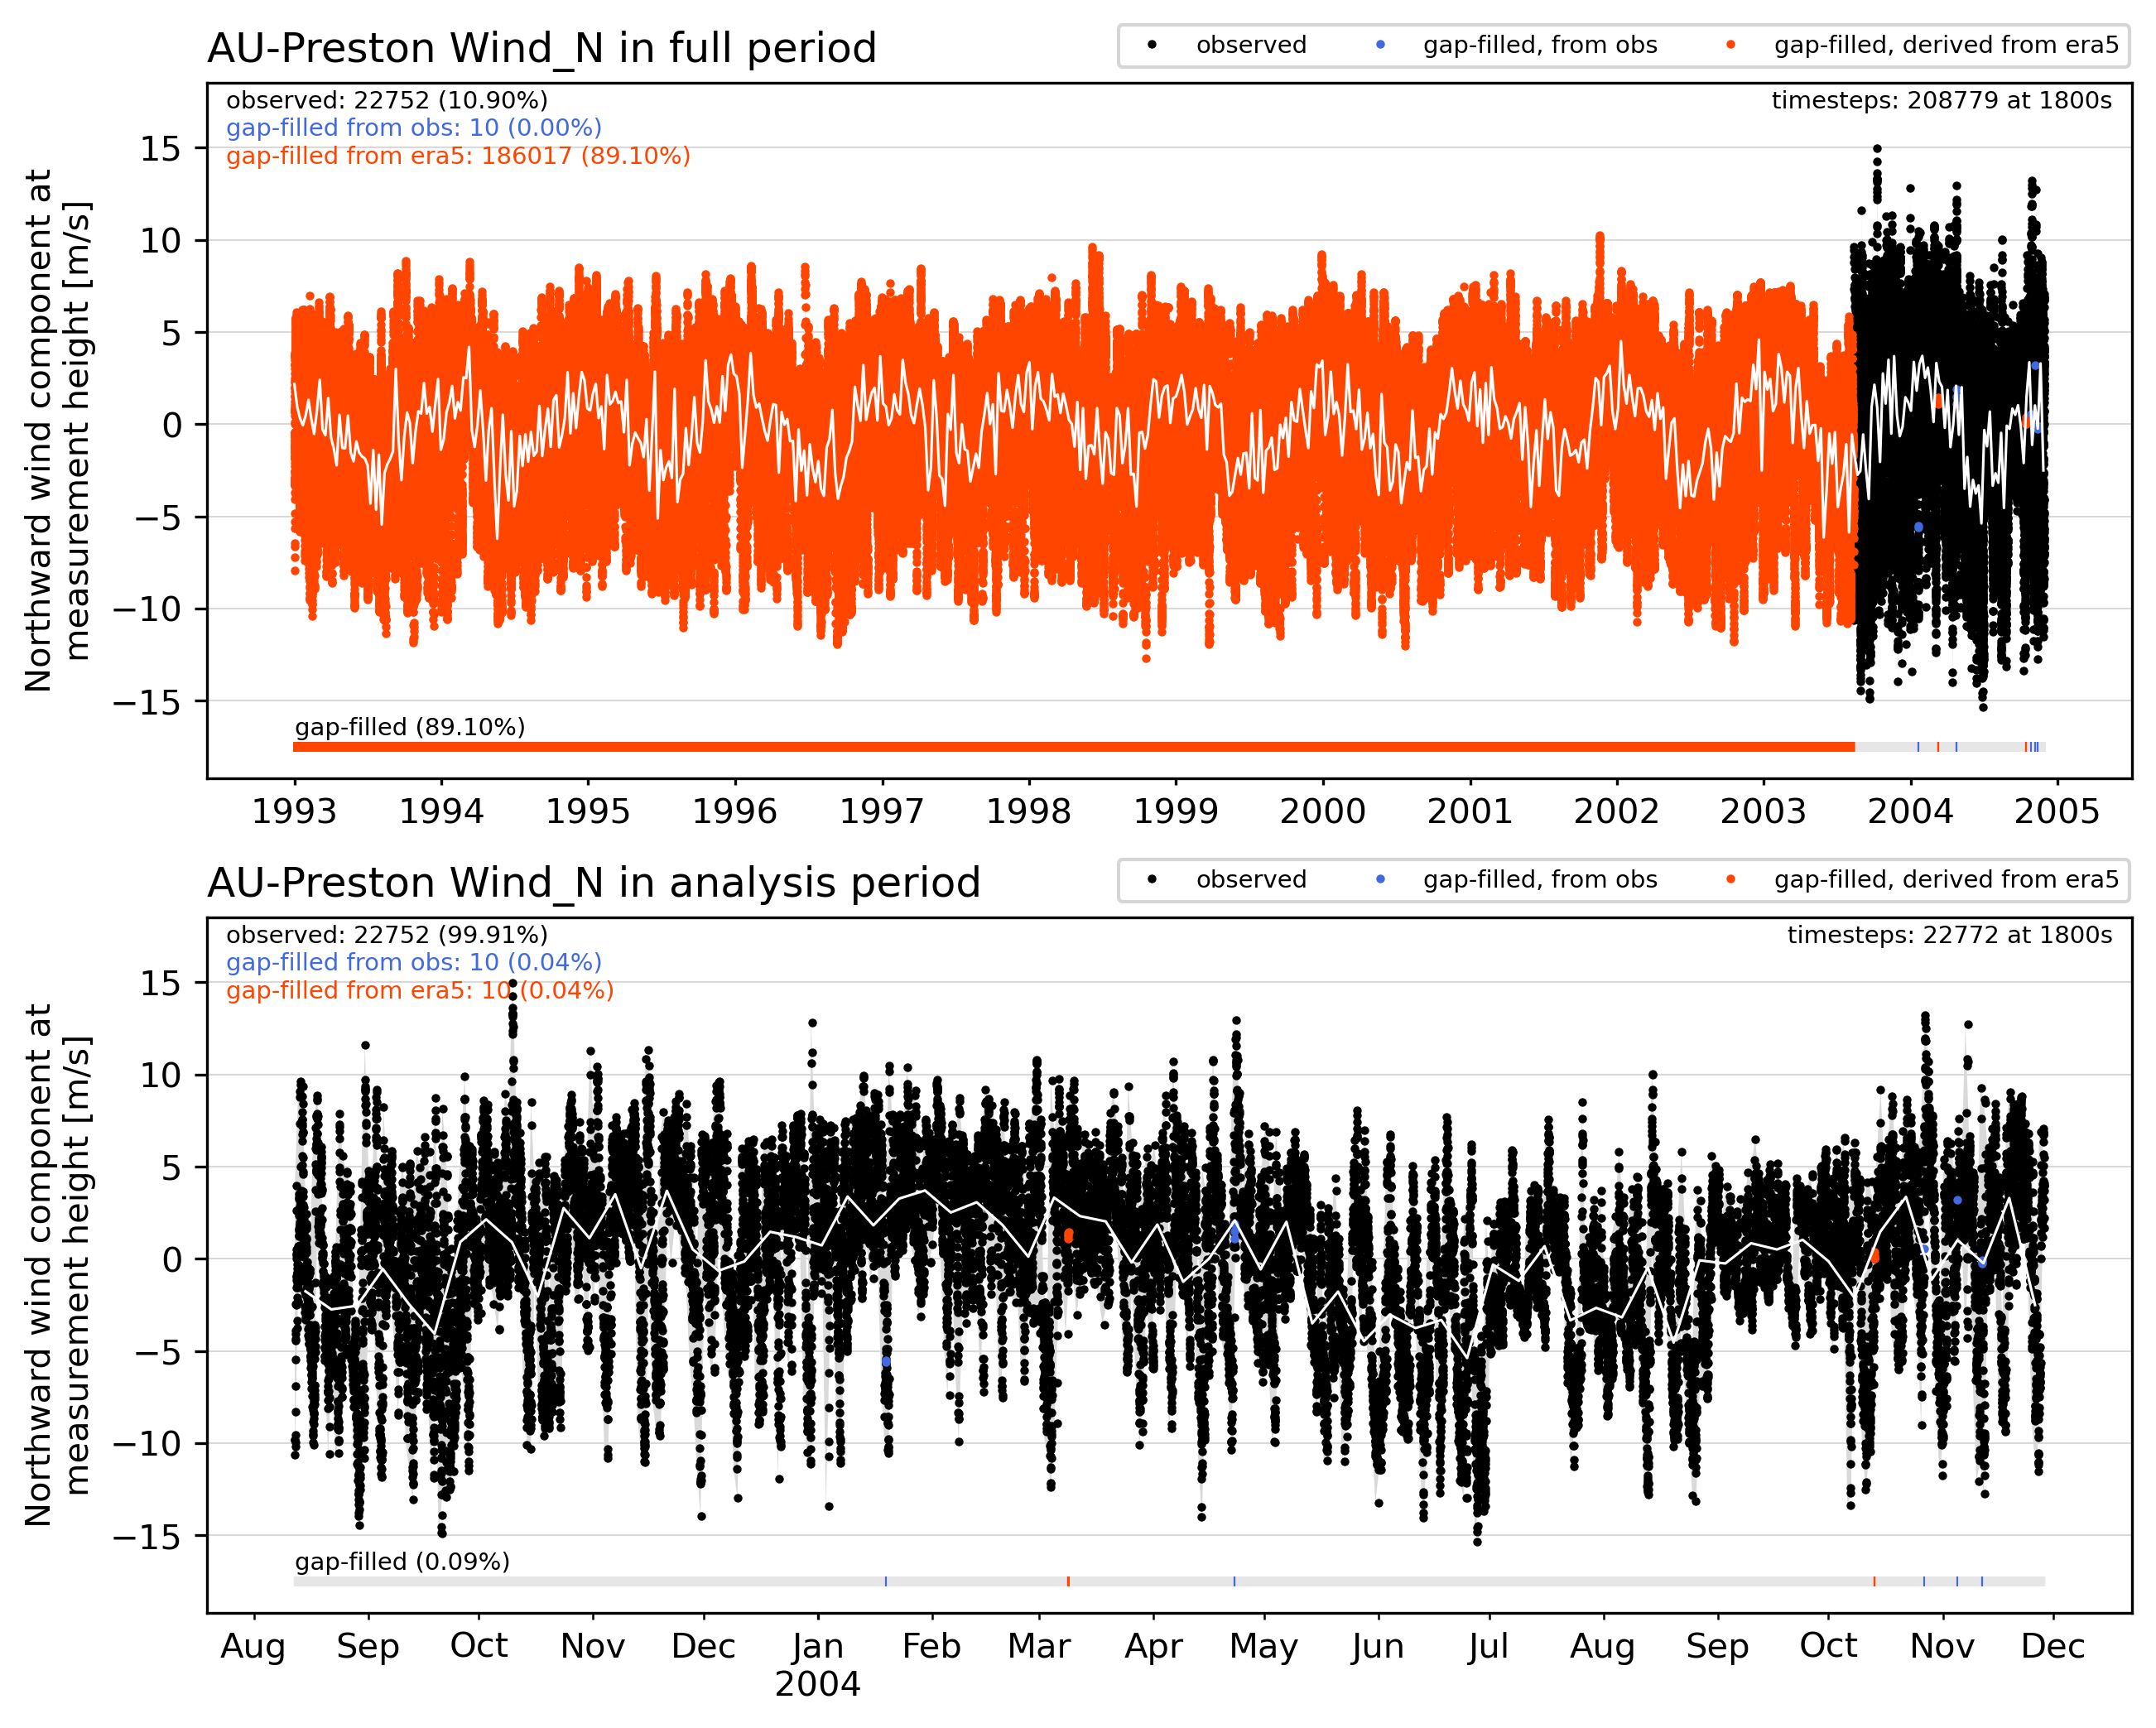 AU-Preston Wind_N in full period
observed
gap-filled, from obs
gap-filled, derived from era5
observed: 22752 (10.90%)
timesteps: 208779 at 1800s
gap-filled from obs: 10 (0.00%)
gap-filled from era5: 186017 (89.10%)
Northward wind component at
measurement height [m/s]
15
10
5
0
−5
−10
−15
gap-filled (89.10%)
1993 1994 1995 1996 1997 1998 1999 2000 2001 2002 2003 2004 2005
AU-Preston Wind_N in analysis period
observed
gap-filled, from obs
gap-filled, derived from era5
observed: 22752 (99.91%)
timesteps: 22772 at 1800s
gap-filled from obs: 10 (0.04%)
gap-filled from era5: 10 (0.04%)
Northward wind component at
measurement height [m/s]
15
10
5
0
−5
−10
−15
gap-filled (0.09%)
Aug Sep Oct Nov Dec Jan Feb Mar Apr May Jun Jul Aug Sep Oct Nov Dec
2004